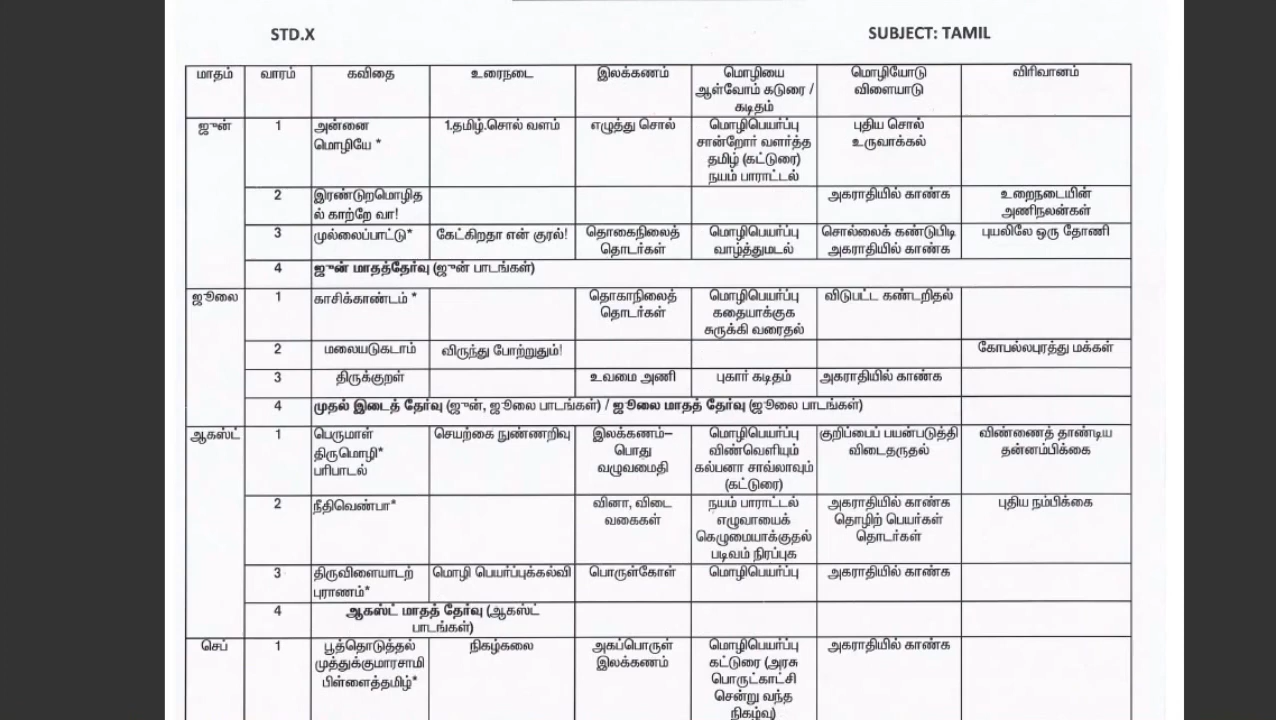 STD.X
SUBJECT: TAMIL
மாதம் வாரம் கவிதை உரைநடை இலக்கணம் மொழியை ஆள்வோம் கடுரை / கடிதம் மொழியோடு விளையாடு விரிவானம்
ஜுன் 1 அன்னை மொழியே * 1.தமிழ்.சொல் வளம் எழுத்து சொல் மொழிபெயர்ப்பு சான்றோர் வளர்த்த தமிழ் (கட்டுரை) நயம் பாராட்டல் புதிய சொல் உருவாக்கல்
2 இரண்டுறமொழித ல் காற்றே வா! அகராதியில் காண்க உறைநடையின் அணிநலன்கள்
3 முல்லைப்பாட்டு* கேட்கிறதா என் குரல்! தொகைநிலைத் தொடர்கள் மொழிபெயர்ப்பு வாழ்த்துமடல் சொல்லைக் கண்டுபிடி அகராதியில் காண்க புயலிலே ஒரு தோணி
4 ஜுன் மாதத்தேர்வு (ஜுன் பாடங்கள்)
ஜூலை 1 காசிக்காண்டம் * தொகாநிலைத் தொடர்கள் மொழிபெயர்ப்பு கதையாக்குக சுருக்கி வரைதல் விடுபட்ட கண்டறிதல்
2 மலையடுகடாம் விருந்து போற்றுதும்! கோபல்லபுரத்து மக்கள்
3 திருக்குறள் உவமை அணி புகார் கடிதம் அகராதியில் காண்க
4 முதல் இடைத் தேர்வு (ஜுன், ஜூலை பாடங்கள்) / ஜூலை மாதத் தேர்வு (ஜூலை பாடங்கள்)
ஆகஸ்ட் 1 பெருமாள் திருமொழி* பரிபாடல் செயற்கை நுண்ணறிவு இலக்கணம்– பொது வழுவமைதி மொழிபெயர்ப்பு விண்வெளியும் கல்பனா சாவ்லாவும் (கட்டுரை) குறிப்பைப் பயன்படுத்தி விடைதருதல் விண்ணைத் தாண்டிய தன்னம்பிக்கை
2 நீதிவெண்பா* வினா, விடை வகைகள் நயம் பாராட்டல் எழுவாயைக் கெழுமையாக்குதல் படிவம் நிரப்புக அகராதியில் காண்க தொழிற் பெயர்கள் தொடர்கள் புதிய நம்பிக்கை
3 திருவிளையாடற் புராணம்* மொழி பெயர்ப்புக்கல்வி பொருள்கோள் மொழிபெயர்ப்பு அகராதியில் காண்க
4 ஆகஸ்ட் மாதத் தேர்வு (ஆகஸ்ட் பாடங்கள்)
செப் 1 பூத்தொடுத்தல் முத்துக்குமாரசாமி பிள்ளைத்தமிழ்* நிகழ்கலை அகப்பொருள் இலக்கணம் மொழிபெயர்ப்பு கட்டுரை (அரசு பொருட்காட்சி சென்று வந்த நிகழ்வு) அகராதியில் காண்க